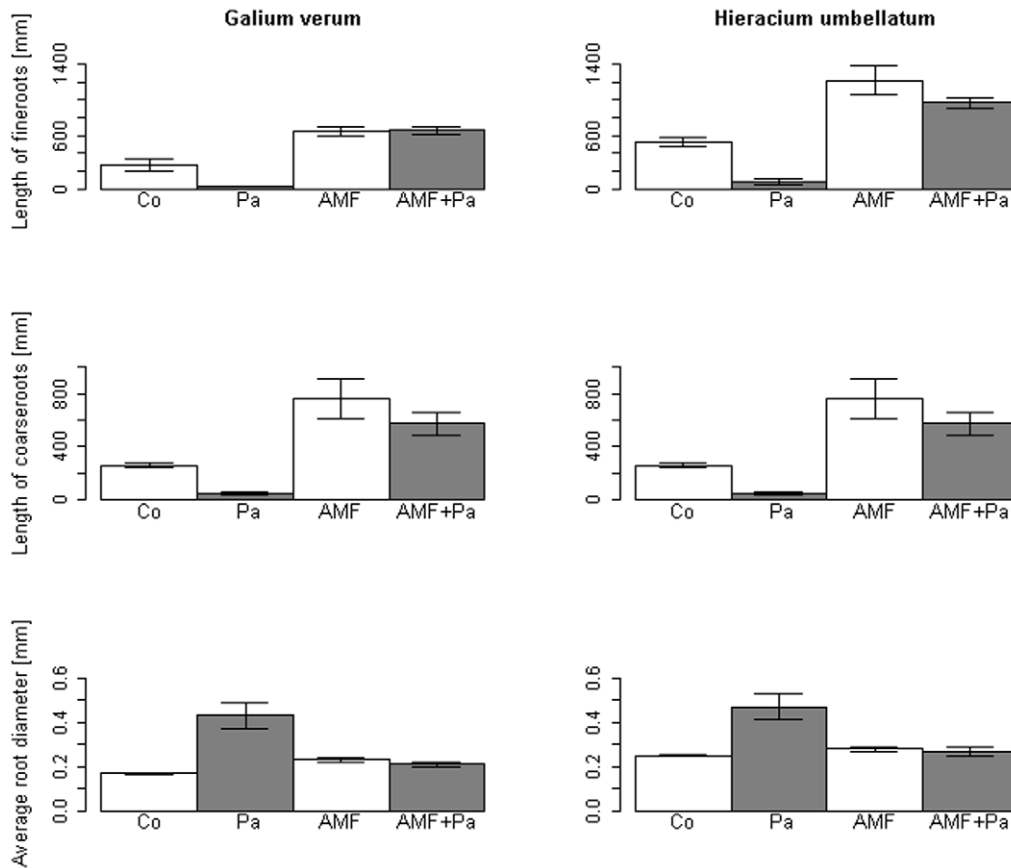 Galium verum
Hieracium umbellatum
Length of fineroots [mm]
1400
600
0
Co Pa AMF AMF+Pa
1400
600
0
Co Pa AMF AMF+Pa
Length of coarseroots [mm]
800
400
0
Co Pa AMF AMF+Pa
800
400
0
Co Pa AMF AMF+Pa
Average root diameter [mm]
0.6
0.4
0.2
0.0
Co Pa AMF AMF+Pa
0.6
0.4
0.2
0.0
Co Pa AMF AMF+Pa